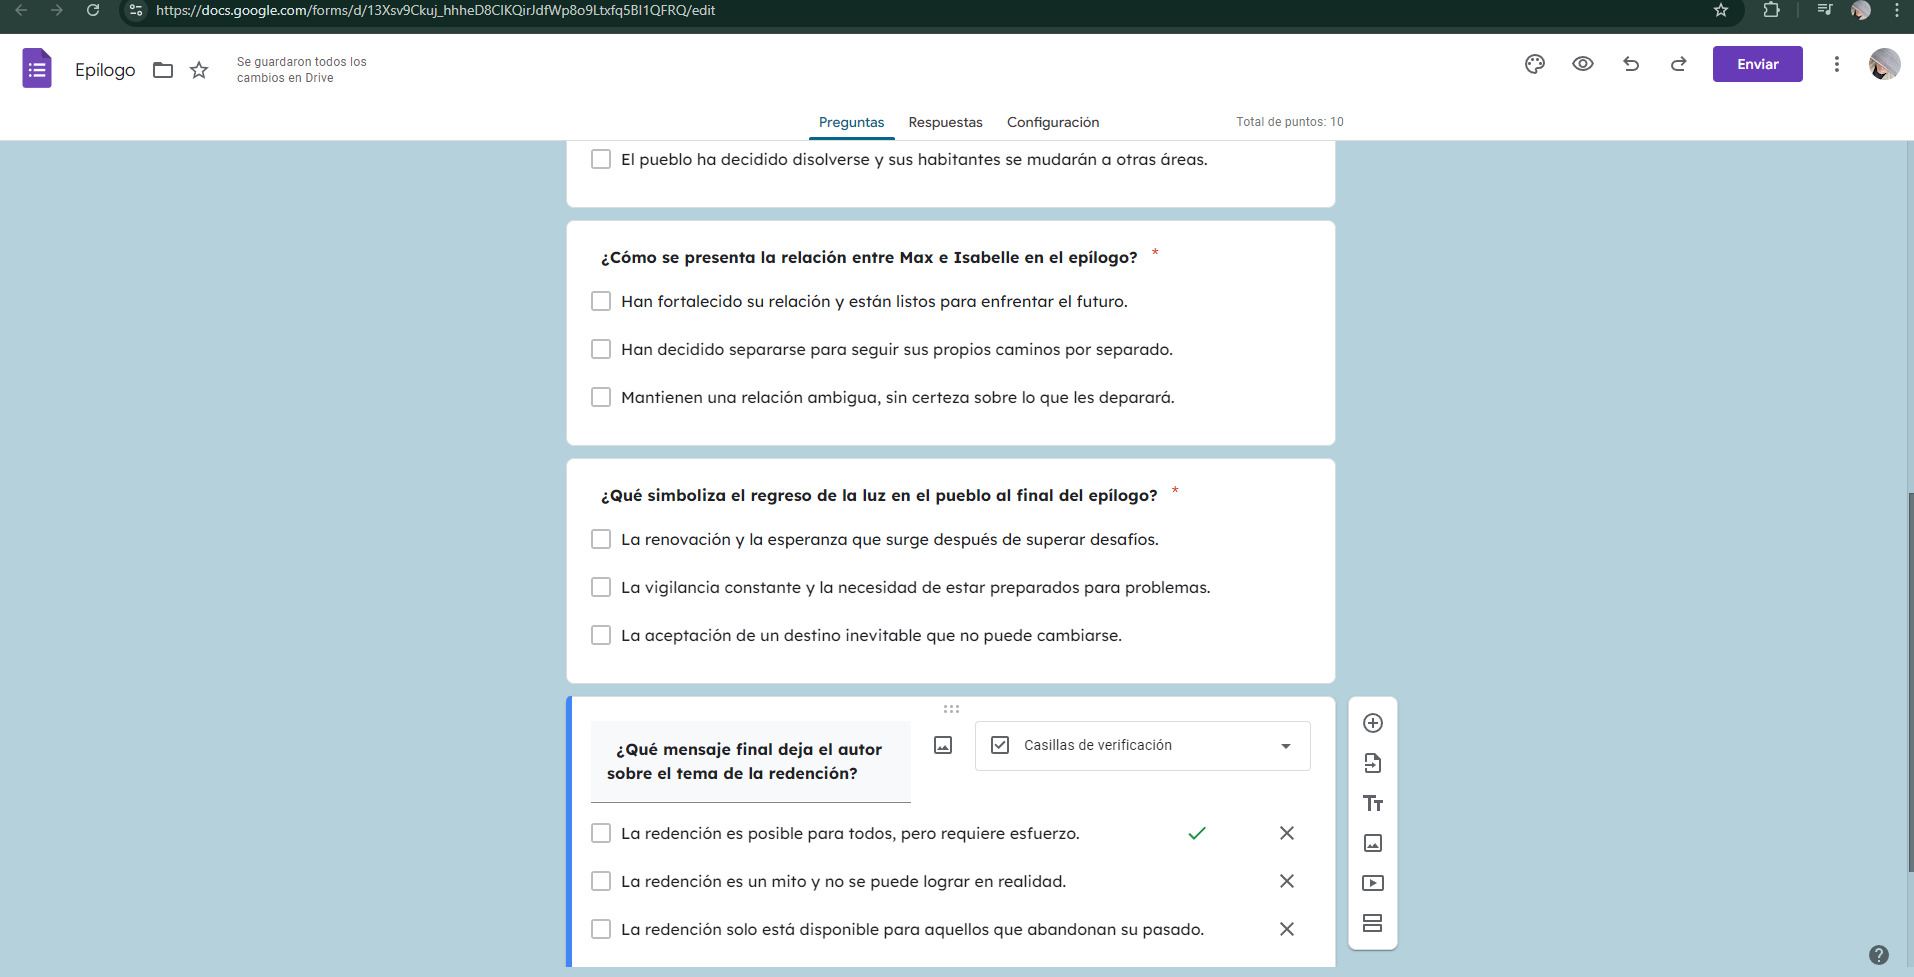 https://docs.google.com/forms/d/13Xsv9Ckuj_hhheD8CIKQirJdfWp8o9Ltxfq5BI1QFRQ/edit
Epílogo
Se guardaron todos los
cambios en Drive
Enviar
Preguntas
Respuestas
Configuración
Total de puntos: 10
El pueblo ha decidido disolverse y sus habitantes se mudarán a otras áreas.
¿Cómo se presenta la relación entre Max e Isabelle en el epílogo? *
Han fortalecido su relación y están listos para enfrentar el futuro.
Han decidido separarse para seguir sus propios caminos por separado.
Mantienen una relación ambigua, sin certeza sobre lo que les deparará.
¿Qué simboliza el regreso de la luz en el pueblo al final del epílogo? *
La renovación y la esperanza que surge después de superar desafíos.
La vigilancia constante y la necesidad de estar preparados para problemas.
La aceptación de un destino inevitable que no puede cambiarse.
¿Qué mensaje final deja el autor
sobre el tema de la redención?
Casillas de verificación
La redención es posible para todos, pero requiere esfuerzo.
La redención es un mito y no se puede lograr en realidad.
La redención solo está disponible para aquellos que abandonan su pasado.